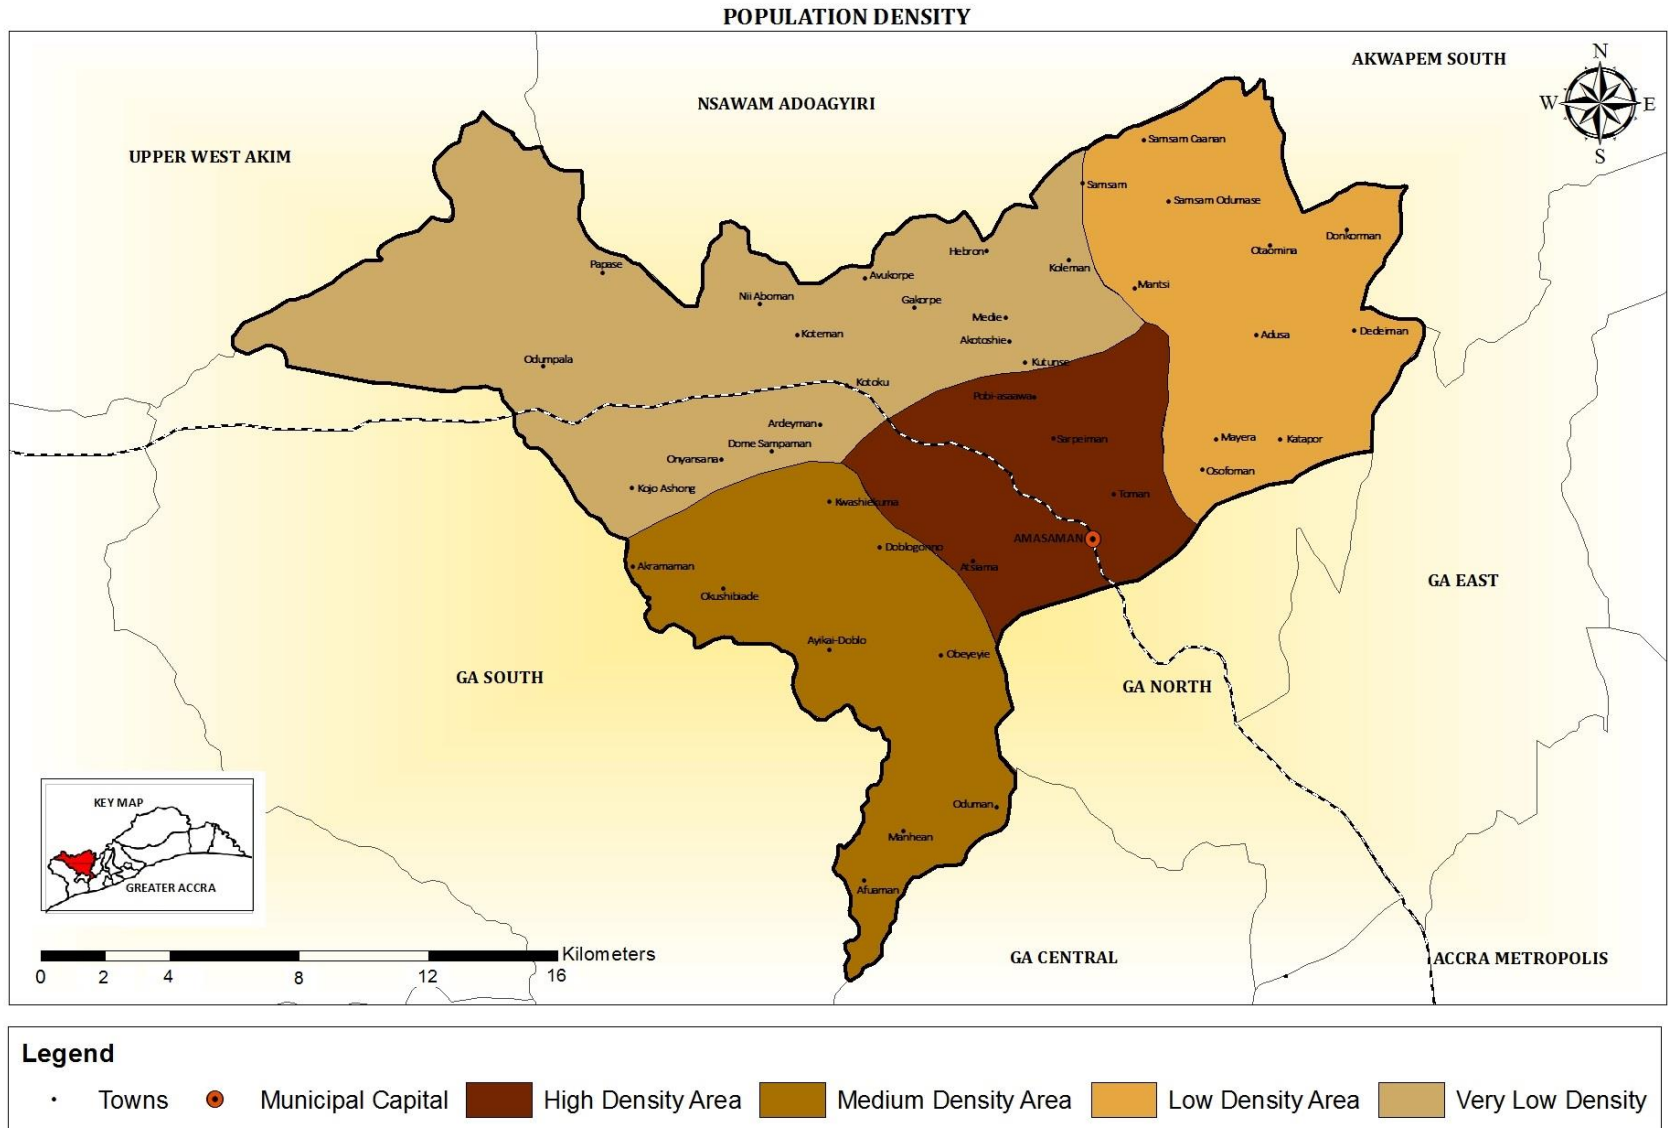 POPULATION DENSITY
AKWAPEM SOUTH
N
W E
S
NSAWAM ADOAGYIRI
UPPER WEST AKIM
Samsam Caanan
Samsam
Samsam Odumase
Donkorman
Otaomina
Hebron
Koleman
Papase
Avukorpe
Mantsi
Nii Aboman
Gakorpe
Medie
Koteman
Akotoshie
Adusa
Dedeiman
Odumpala
Kutunse
Kotoku
Pobi-asaawa
Ardeyman
Dome Sampaman
Sarpeiman
Mayera
Katapor
Onyansana
Osofoman
Kojo Ashong
Toman
Kwashiekuma
AMASAMAN
Doblogonno
Akramaman
Atsiama
GA EAST
Okushibiade
Ayikai-Doblo
Obeyeyie
GA SOUTH
GA NORTH
Oduman
Manhean
KEY MAP
GREATER ACCRA
Afuaman
Kilometers
0 2 4 8 12 16
GA CENTRAL
ACCRA METROPOLIS
Legend
Towns Municipal Capital High Density Area Medium Density Area Low Density Area Very Low Density